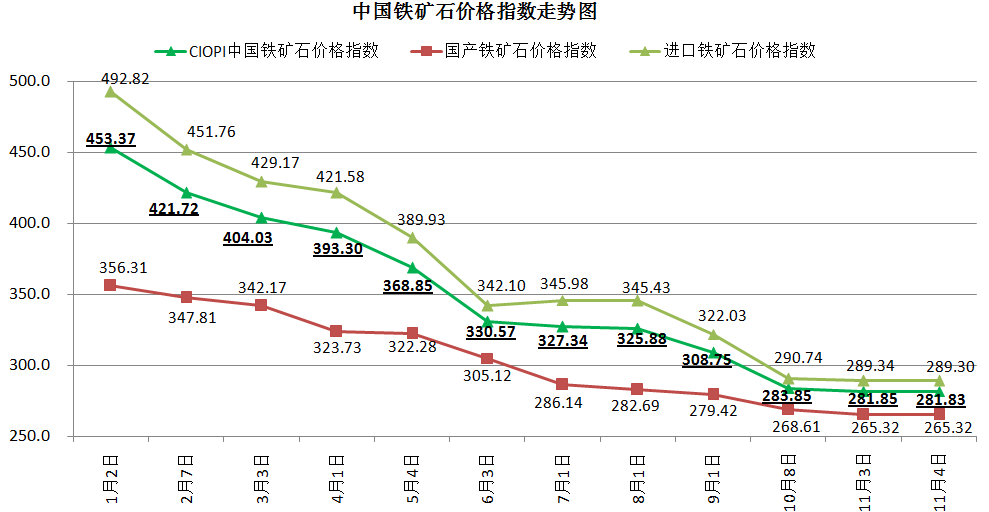 中国铁矿石价格指数走势图
CIOPI中国铁矿石价格指数 国产铁矿石价格指数 进口铁矿石价格指数
500.0
450.0
400.0
350.0
300.0
250.0
492.82 451.76 429.17 421.58 389.93 342.10 345.98 345.43 322.03 290.74 289.34 289.30
453.37 421.72 404.03 393.30 368.85 330.57 327.34 325.88 308.75 283.85 281.85 281.83
356.31 347.81 342.17 323.73 322.28 305.12 286.14 282.69 279.42 268.61 265.32 265.32
1月2日 2月7日 3月3日 4月1日 5月4日 6月3日 7月1日 8月1日 9月1日 10月8日 11月3日 11月4日